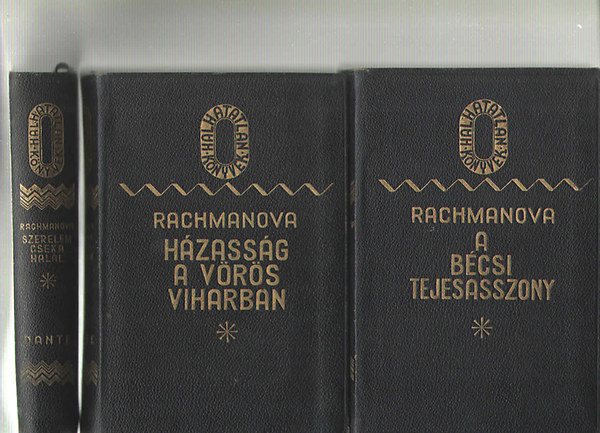 HALHATATLAN
KÖNYVEK
RACHMANOVA
SZERELEM
CSEKA
HALÁL
DANTE
HALHATATLAN
KÖNYVEK
RACHMANOVA
HÁZASSÁG
A VÖRÖS
VIHARBAN
HALHATATLAN
KÖNYVEK
RACHMANOVA
A
BÉCSI
TEJESASSZONY